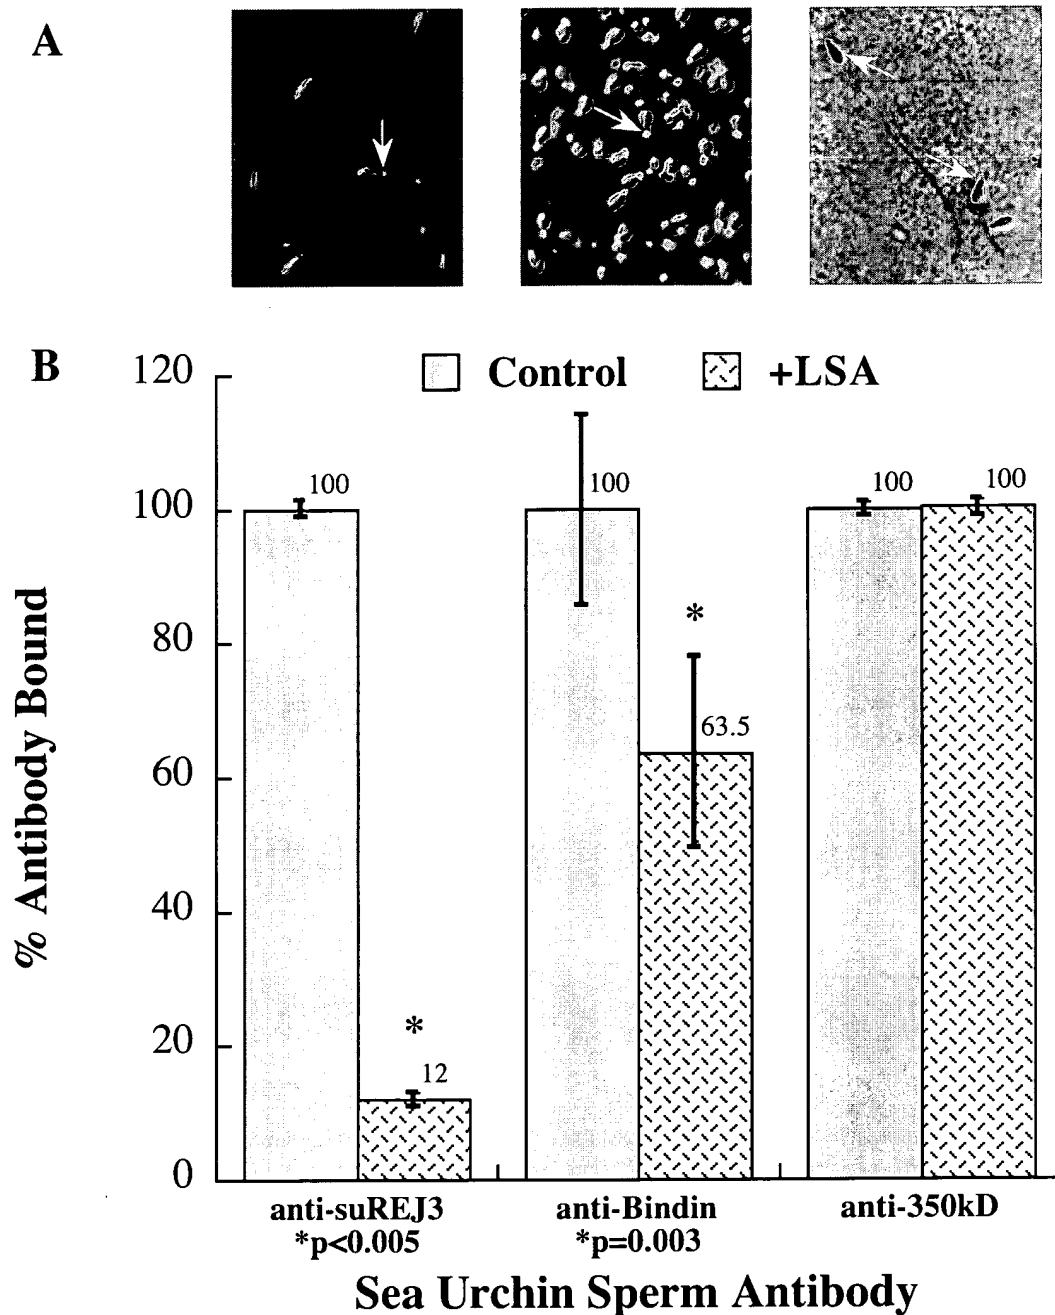 A
B
Control
+LSA
120
100
80
60
40
20
0
% Antibody Bound
100
*
12
100
*
63.5
100
100
anti-suREJ3
*p<0.005
anti-Bindin
*p=0.003
anti-350kD
Sea Urchin Sperm Antibody